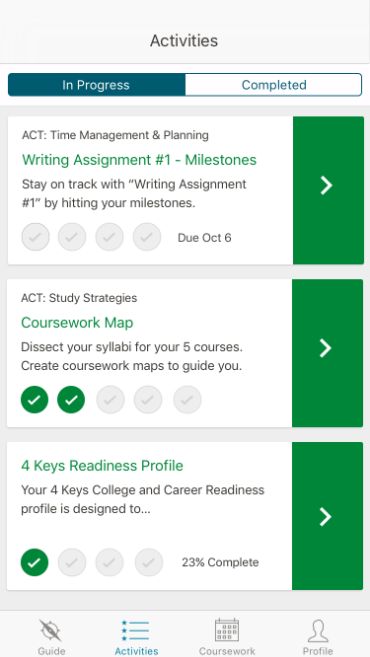 Activities
In Progress
Completed
ACT: Time Management & Planning
Writing Assignment #1 - Milestones
Stay on track with “Writing Assignment
#1” by hitting your milestones.
Due Oct 6
ACT: Study Strategies
Coursework Map
Dissect your syllabi for your 5 courses.
Create coursework maps to guide you.
4 Keys Readiness Profile
Your 4 Keys College and Career Readiness
profile is designed to...
23% Complete
Guide
Activities
Coursework
Profile